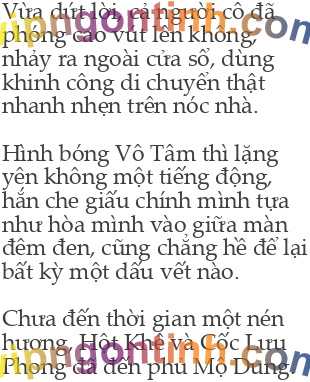 Vừa dứt lời, cả người cô đã
phóng cao vút lên không,
nhảy ra ngoài cửa sổ, dùng
khinh công di chuyển thật
nhanh nhẹn trên nóc nhà.
Hình bóng Vô Tâm thì lặng
yên không một tiếng động,
hắn che giấu chính mình tựa
như hòa mình vào giữa màn
đêm đen, cũng chẳng hề để lại
bất kỳ một dấu vết nào.
Chưa đến thời gian một nén
hương, Hột Khê và Cốc Lưu
Phong đã đến phủ Mộ Dung.